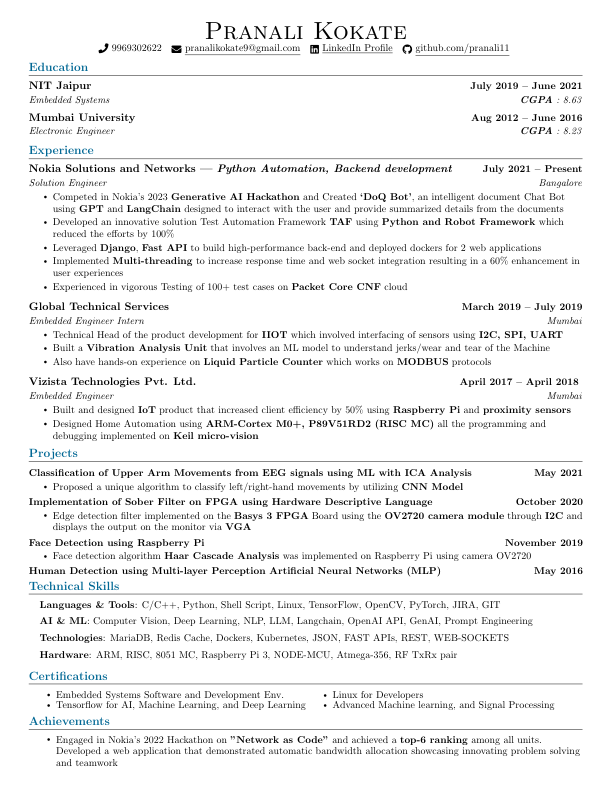 Pranali Kokate
9969302622 pranalikokate9@gmail.com LinkedIn Profile github.com/pranali11
Education
NIT Jaipur July 2019 – June 2021
Embedded Systems CGPA : 8.63
Mumbai University Aug 2012 – June 2016
Electronic Engineer CGPA : 8.23
Experience
Nokia Solutions and Networks — Python Automation, Backend development July 2021 – Present
Solution Engineer Bangalore
• Competed in Nokia's 2023 Generative AI Hackathon and Created 'DoQ Bot', an intelligent document Chat Bot
using GPT and LangChain designed to interact with the user and provide summarized details from the documents
• Developed an innovative solution Test Automation Framework TAF using Python and Robot Framework which
reduced the efforts by 100%
• Leveraged Django, Fast API to build high-performance back-end and deployed dockers for 2 web applications
• Implemented Multi-threading to increase response time and web socket integration resulting in a 60% enhancement in
user experiences
• Experienced in vigorous Testing of 100+ test cases on Packet Core CNF cloud
Global Technical Services March 2019 – July 2019
Embedded Engineer Intern Mumbai
• Technical Head of the product development for IIOT which involved interfacing of sensors using I2C, SPI, UART
• Built a Vibration Analysis Unit that involves an ML model to understand jerks/wear and tear of the Machine
• Also have hands-on experience on Liquid Particle Counter which works on MODBUS protocols
Vizista Technologies Pvt. Ltd. April 2017 – April 2018
Embedded Engineer Mumbai
• Built and designed IoT product that increased client efficiency by 50% using Raspberry Pi and proximity sensors
• Designed Home Automation using ARM-Cortex M0+, P89V51RD2 (RISC MC) all the programming and
debugging implemented on Keil micro-vision
Projects
Classification of Upper Arm Movements from EEG signals using ML with ICA Analysis May 2021
• Proposed a unique algorithm to classify left/right-hand movements by utilizing CNN Model
Implementation of Sober Filter on FPGA using Hardware Descriptive Language October 2020
• Edge detection filter implemented on the Basys 3 FPGA Board using the OV2720 camera module through I2C and
displays the output on the monitor via VGA
Face Detection using Raspberry Pi November 2019
• Face detection algorithm Haar Cascade Analysis was implemented on Raspberry Pi using camera OV2720
Human Detection using Multi-layer Perception Artificial Neural Networks (MLP) May 2016
Technical Skills
Languages & Tools: C/C++, Python, Shell Script, Linux, TensorFlow, OpenCV, PyTorch, JIRA, GIT
AI & ML: Computer Vision, Deep Learning, NLP, LLM, Langchain, OpenAI API, GenAI, Prompt Engineering
Technologies: MariaDB, Redis Cache, Dockers, Kubernetes, JSON, FAST APIs, REST, WEB-SOCKETS
Hardware: ARM, RISC, 8051 MC, Raspberry Pi 3, NODE-MCU, Atmega-356, RF TxRx pair
Certifications
• Embedded Systems Software and Development Env. • Linux for Developers
• Tensorflow for AI, Machine Learning, and Deep Learning • Advanced Machine learning, and Signal Processing
Achievements
• Engaged in Nokia's 2022 Hackathon on "Network as Code" and achieved a top-6 ranking among all units.
Developed a web application that demonstrated automatic bandwidth allocation showcasing innovating problem solving
and teamwork